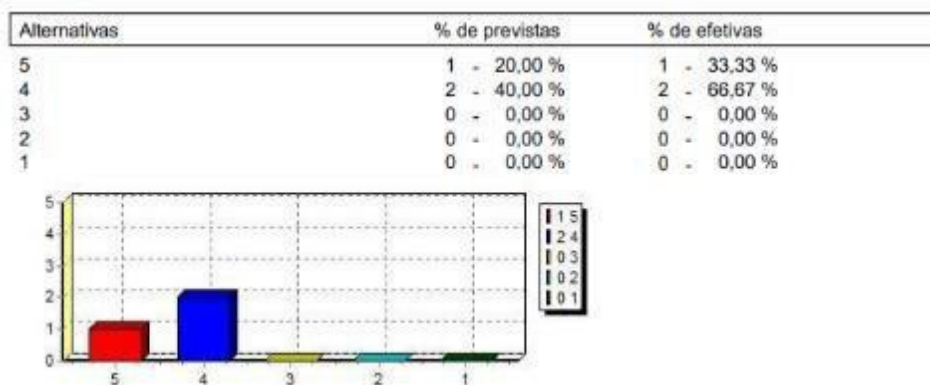 Alternativas % de previstas % de efetivas
5 1 - 20,00 % 1 - 33,33 %
4 2 - 40,00 % 2 - 66,67 %
3 0 - 0,00 % 0 - 0,00 %
2 0 - 0,00 % 0 - 0,00 %
1 0 - 0,00 % 0 - 0,00 %
5
4
3
2
1
0
5 4 3 2 1
1 5
2 4
0 3
0 2
0 1